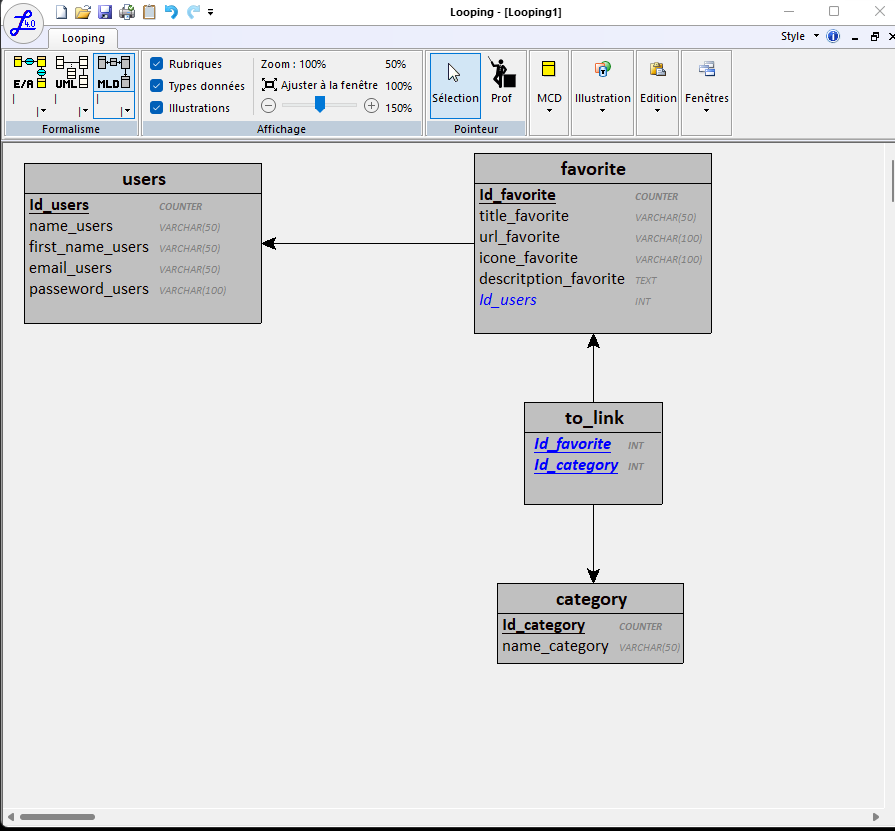 Looping - [Looping1]
4.0
Looping
Style
E/A UML MLD
Formalisme
Rubriques
Types données
Illustrations
Zoom : 100% 50%
Ajuster à la fenêtre 100%
150%
Affichage
Sélection Prof
Pointeur
MCD
Illustration
Edition
Fenêtres
users
Id_users COUNTER
name_users VARCHAR(50)
first_name_users VARCHAR(50)
email_users VARCHAR(50)
passeword_users VARCHAR(100)
favorite
Id_favorite COUNTER
title_favorite VARCHAR(50)
url_favorite VARCHAR(100)
icone_favorite VARCHAR(100)
descritption_favorite TEXT
Id_users INT
to_link
Id_favorite INT
Id_category INT
category
Id_category COUNTER
name_category VARCHAR(50)